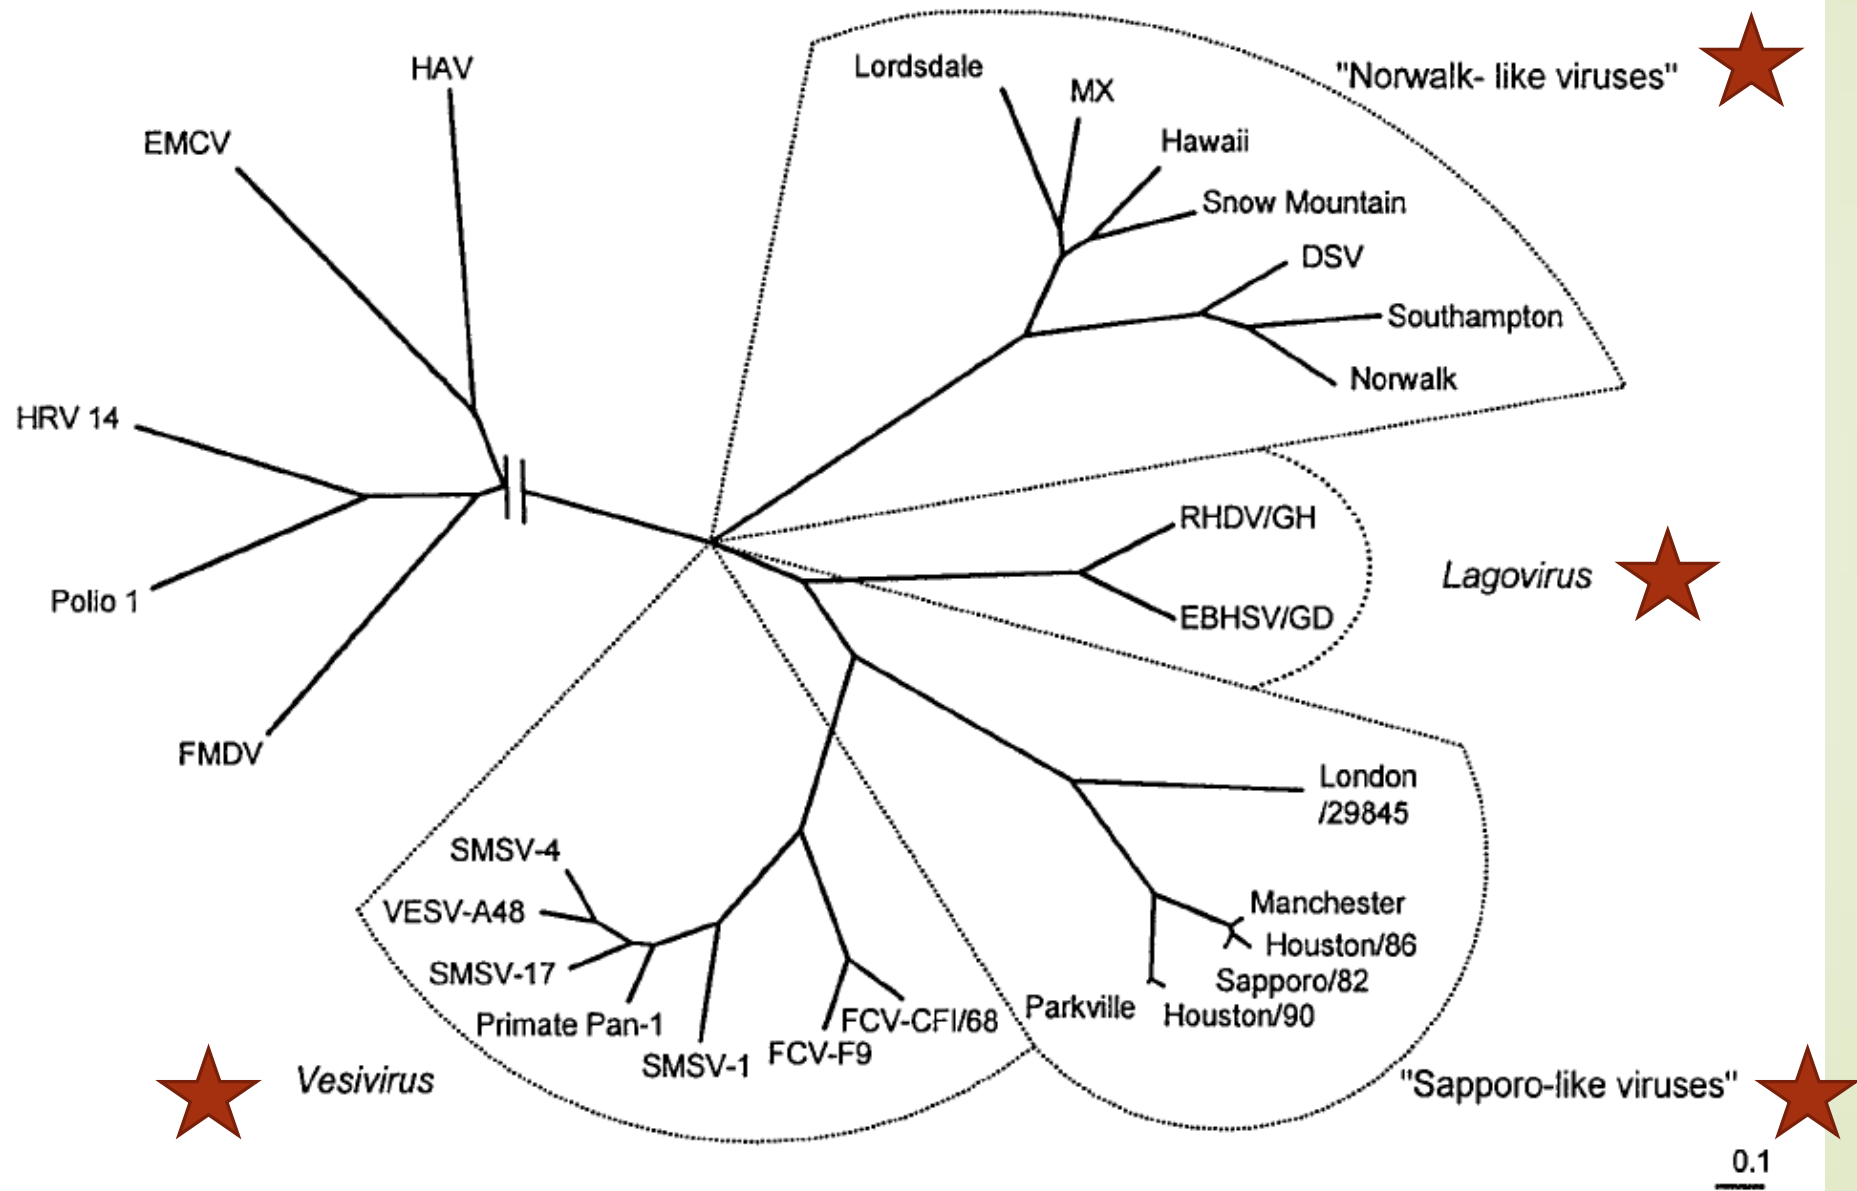 HAV
EMCV
HRV 14
Polio 1
FMDV
Lordsdale
MX
Hawaii
Snow Mountain
DSV
Southampton
Norwalk
"Norwalk- like viruses"
RHDV/GH
EBHSV/GD
Lagovirus
London
/29845
Manchester
Houston/86
Sapporo/82
Houston/90
Parkville
"Sapporo-like viruses"
SMSV-4
VESV-A48
SMSV-17
Primate Pan-1
SMSV-1
FCV-F9
FCV-CFI/68
Vesivirus
0.1